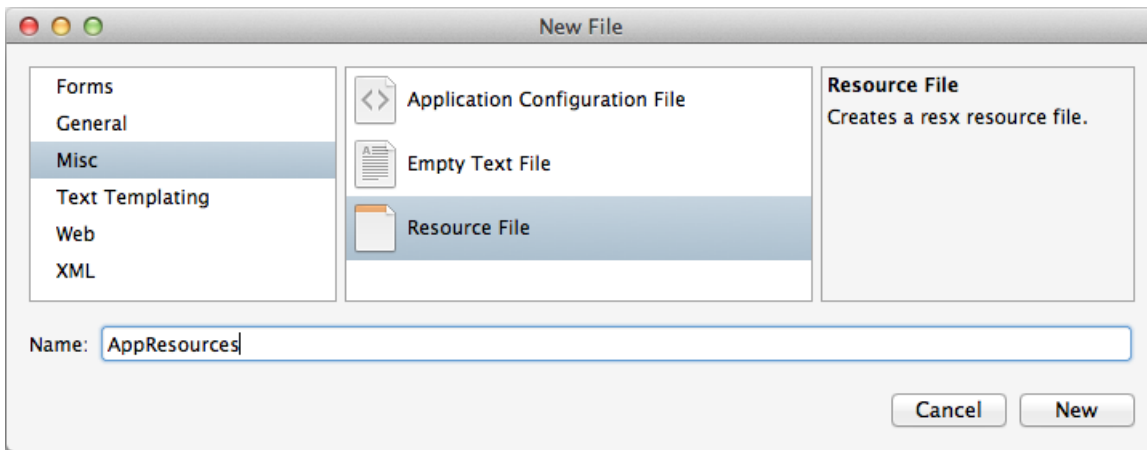 New File
Forms
General
Misc
Text Templating
Web
XML
Application Configuration File
Empty Text File
Resource File
Resource File
Creates a resx resource file.
Name: AppResources
Cancel New